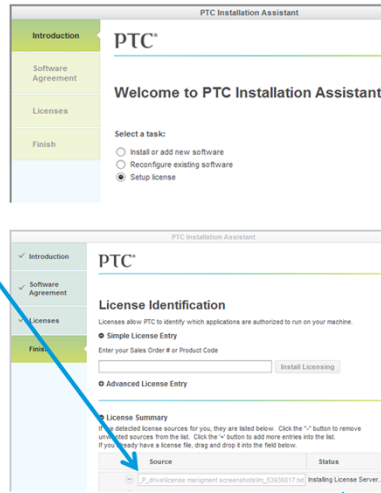 PTC Installation Assistant
Introduction
PTC®
Software
Agreement
Welcome to PTC Installation Assistant
Licenses
Select a task:
Finish
Install or add new software
Reconfigure existing software
Setup license
PTC Installation Assistant
Introduction
PTC®
Software
Agreement
License Identification
Licenses
Licenses allow PTC to identify which applications are authorized to run on your machine.
Simple License Entry
Finish
Enter your Sales Order # or Product Code
Install Licensing
Advanced License Entry
License Summary
detected license sources for you, they are listed below. Click the "-" button to remove
unwanted sources from the list. Click the '+' button to add more entries into the list.
If you already have a license file, drag and drop it into the field below.
Source
Status
Installing License Server